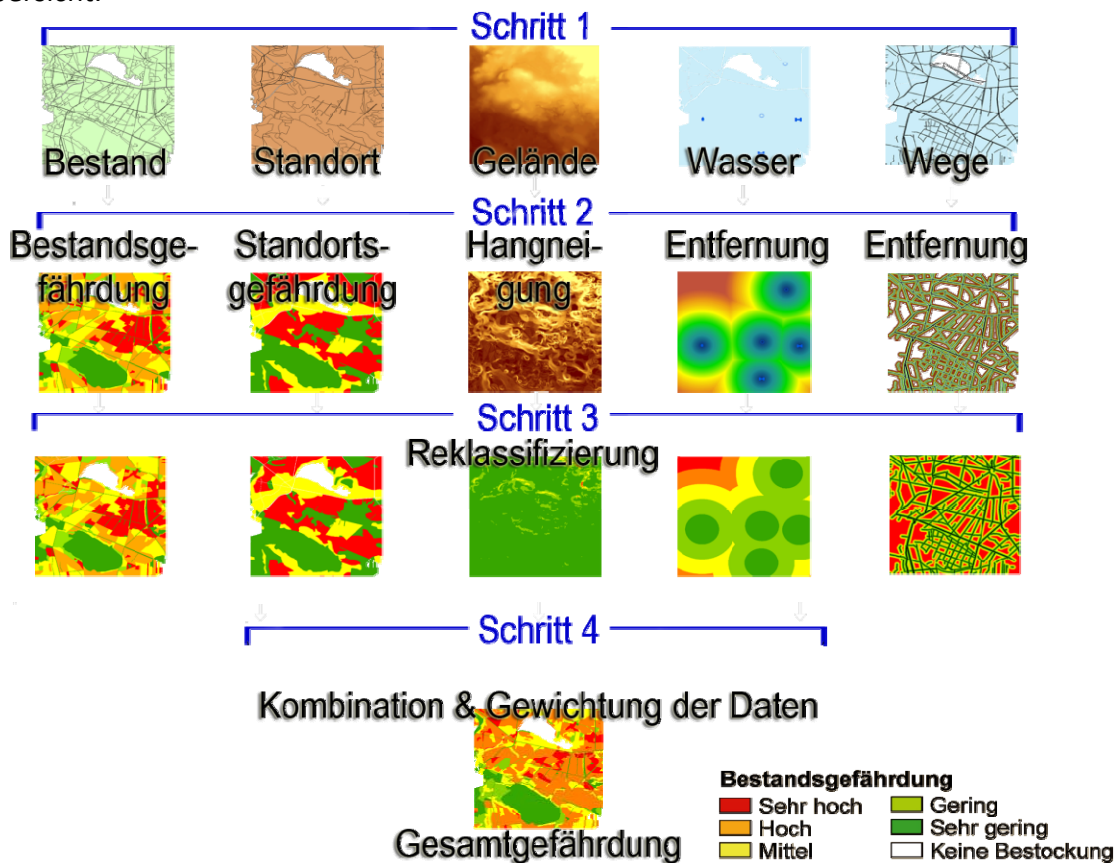 Schritt 1
Bestand
Standort
Gelände
Wasser
Wege
Schritt 2
Bestandsge-
fährdung
Standorts-
gefährdung
Hangnei-
gung
Entfernung
Entfernung
Schritt 3
Reklassifizierung
Schritt 4
Kombination & Gewichtung der Daten
Gesamtgefährdung
Bestandsgefährdung
Sehr hoch
Hoch
Mittel
Gering
Sehr gering
Keine Bestockung